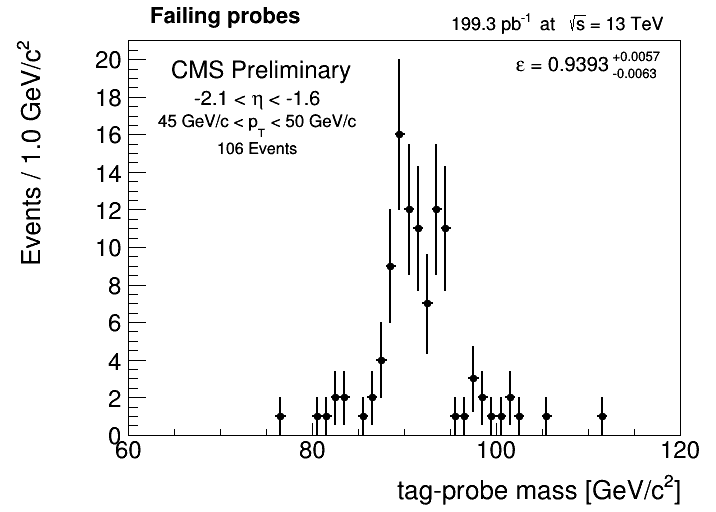 Failing probes
199.3 pb⁻¹ at √s = 13 TeV
CMS Preliminary
-2.1 < η < -1.6
45 GeV/c < p_T < 50 GeV/c
106 Events
ε = 0.9393 +0.0057 -0.0063
Events / 1.0 GeV/c²
20
18
16
14
12
10
8
6
4
2
0
60 80 100 120
tag-probe mass [GeV/c²]